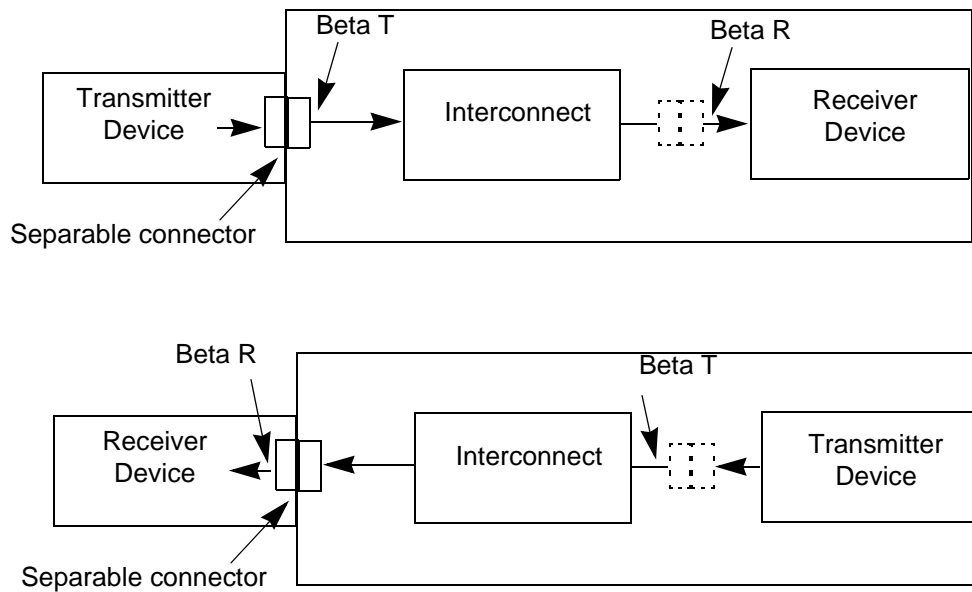 Beta T
Beta R
Transmitter
Device
Interconnect
Receiver
Device
Separable connector
Beta R
Beta T
Receiver
Device
Interconnect
Transmitter
Device
Separable connector